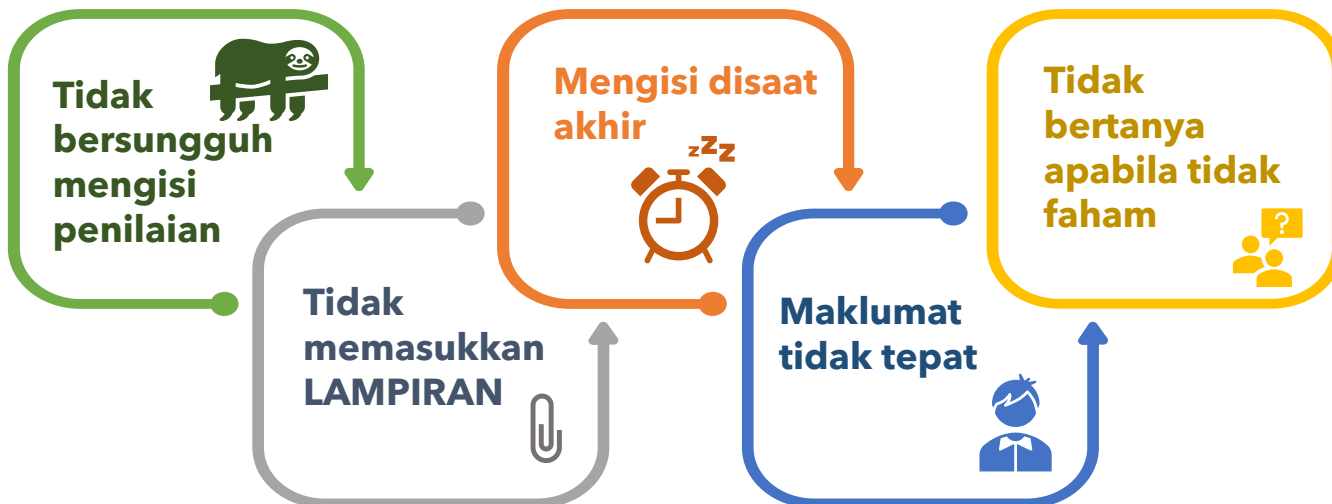 Tidak
bersungguh
mengisi
penilaian
Tidak
memasukkan
LAMPIRAN
Mengisi disaat
akhir
zzz
Maklumat
tidak tepat
Tidak
bertanya
apabila tidak
faham
?